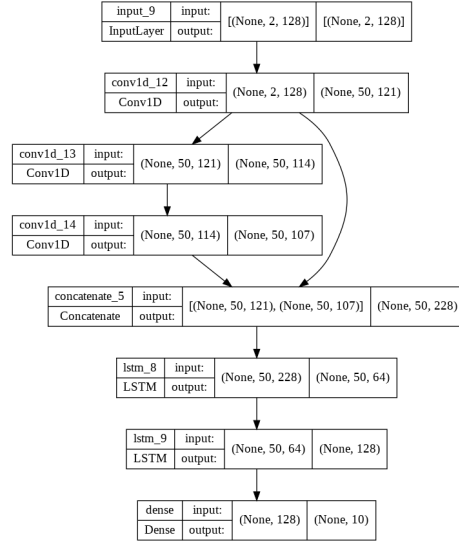 input_9 input: [(None, 2, 128)] [(None, 2, 128)]
InputLayer output:
conv1d_12 input: (None, 2, 128) (None, 50, 121)
Conv1D output:
conv1d_13 input: (None, 50, 121) (None, 50, 114)
Conv1D output:
conv1d_14 input: (None, 50, 114) (None, 50, 107)
Conv1D output:
concatenate_5 input: [(None, 50, 121), (None, 50, 107)] (None, 50, 228)
Concatenate output:
lstm_8 input: (None, 50, 228) (None, 50, 64)
LSTM output:
lstm_9 input: (None, 50, 64) (None, 128)
LSTM output:
dense input: (None, 128) (None, 10)
Dense output: